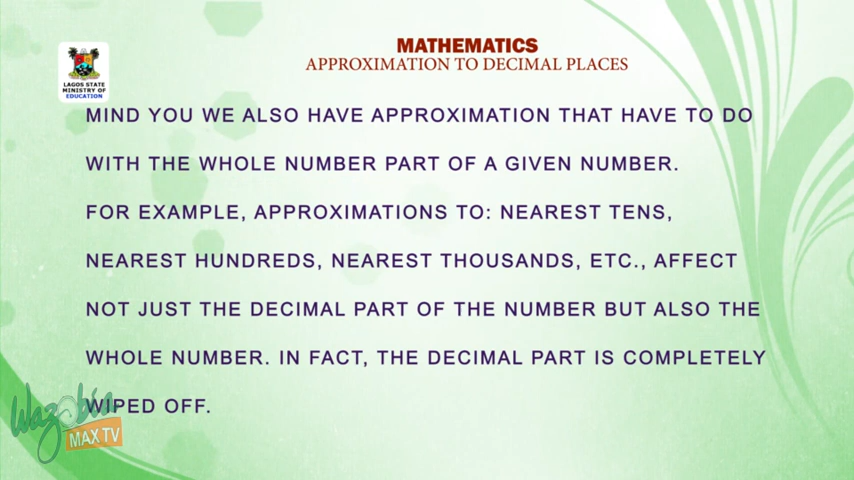 MATHEMATICS
APPROXIMATION TO DECIMAL PLACES
LAGOS STATE
MINISTRY OF
EDUCATION
MIND YOU WE ALSO HAVE APPROXIMATION THAT HAVE TO DO
WITH THE WHOLE NUMBER PART OF A GIVEN NUMBER.
FOR EXAMPLE, APPROXIMATIONS TO: NEAREST TENS,
NEAREST HUNDREDS, NEAREST THOUSANDS, ETC., AFFECT
NOT JUST THE DECIMAL PART OF THE NUMBER BUT ALSO THE
WHOLE NUMBER. IN FACT, THE DECIMAL PART IS COMPLETELY
WIPED OFF.
Wazobia
MAX TV